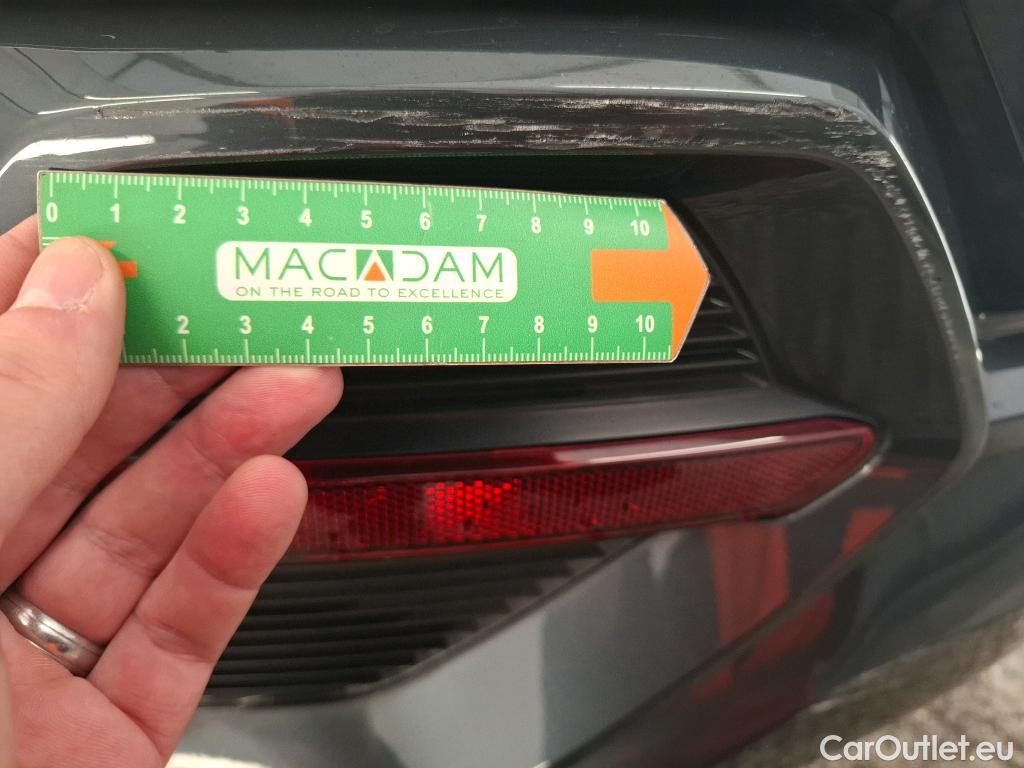 0 1 2 3 4 5 6 7 8 9 10
MACADAM
ON THE ROAD TO EXCELLENCE
2 3 4 5 6 7 8 9 10
CarOutlet.eu